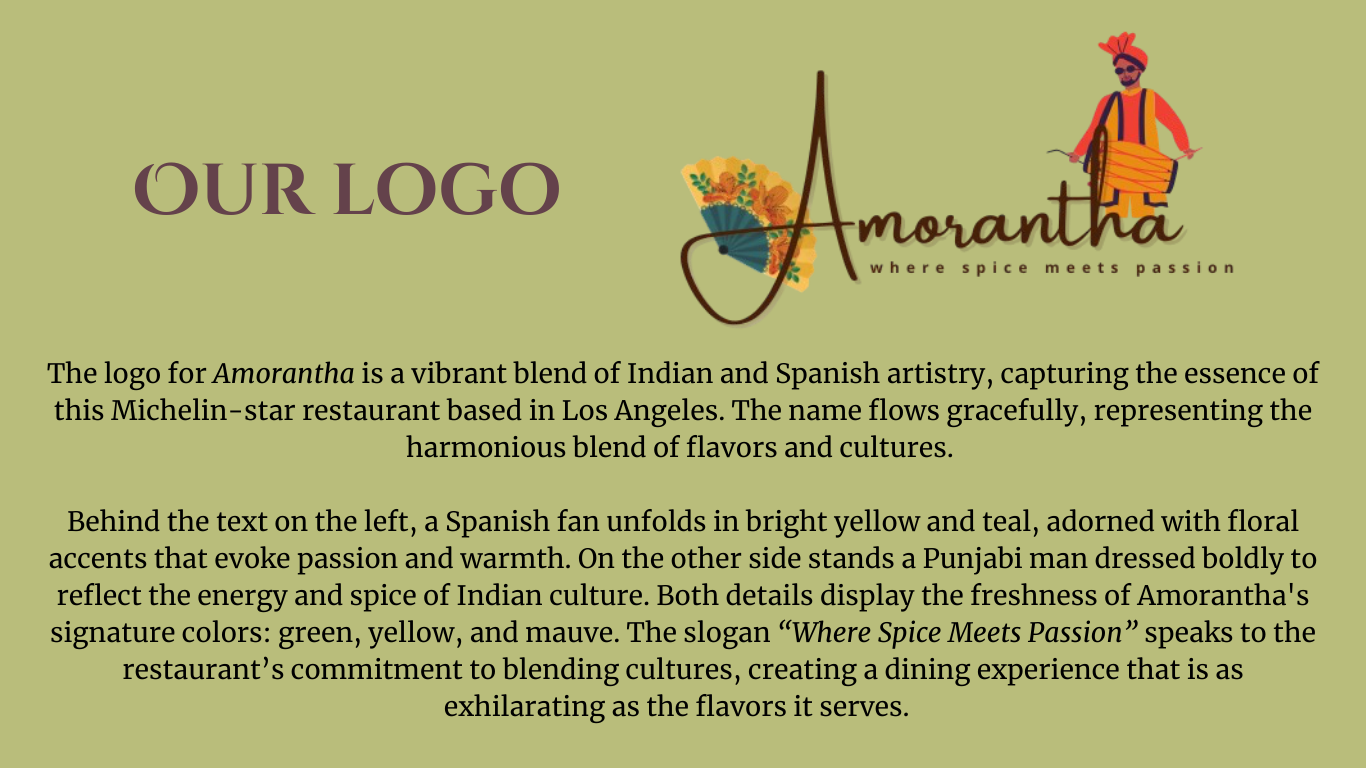 Our logo
Amorantha
where spice meets passion
The logo for Amorantha is a vibrant blend of Indian and Spanish artistry, capturing the essence of
this Michelin-star restaurant based in Los Angeles. The name flows gracefully, representing the
harmonious blend of flavors and cultures.
Behind the text on the left, a Spanish fan unfolds in bright yellow and teal, adorned with floral
accents that evoke passion and warmth. On the other side stands a Punjabi man dressed boldly to
reflect the energy and spice of Indian culture. Both details display the freshness of Amorantha's
signature colors: green, yellow, and mauve. The slogan “Where Spice Meets Passion” speaks to the
restaurant’s commitment to blending cultures, creating a dining experience that is as
exhilarating as the flavors it serves.